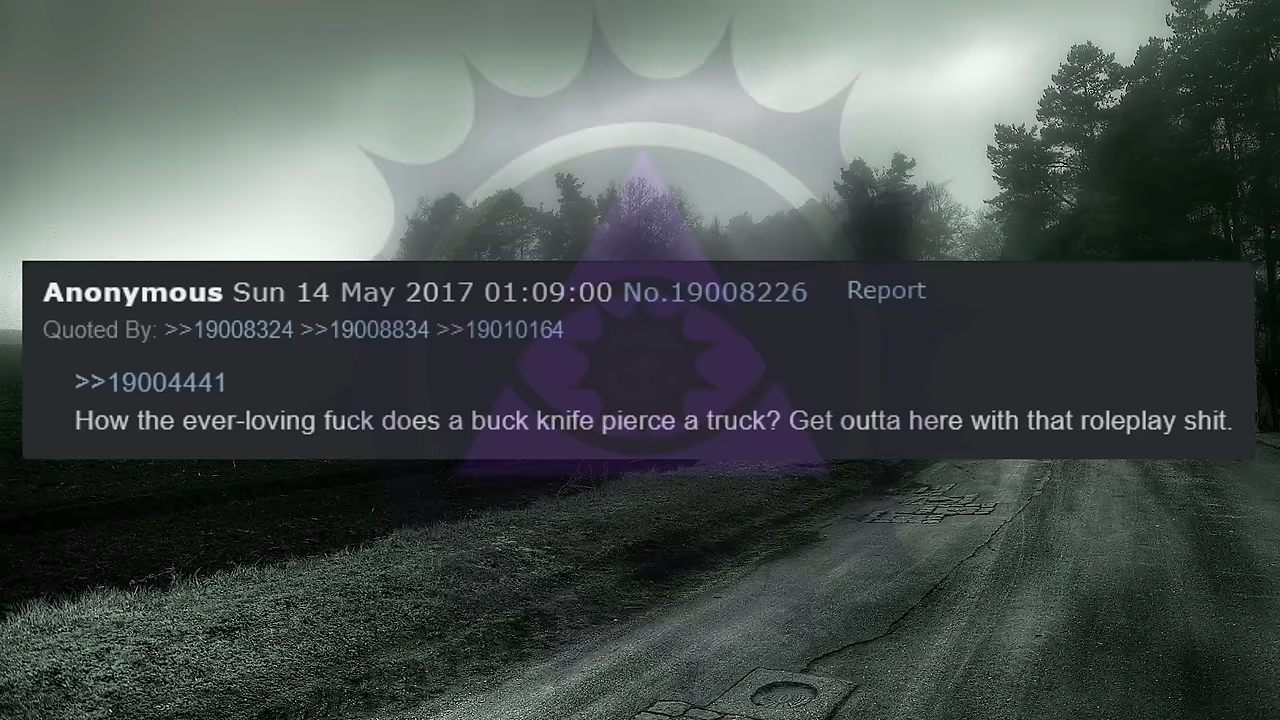 Anonymous Sun 14 May 2017 01:09:00 No.19008226 Report
Quoted By: >>19008324 >>19008834 >>19010164
>>19004441
How the ever-loving fuck does a buck knife pierce a truck? Get outta here with that roleplay shit.